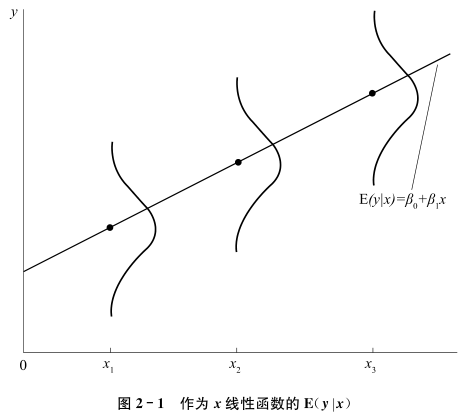 y
E(y|x)=β₀+β₁x
0
x₁
x₂
x₃
图 2-1 作为 x 线性函数的 E(y|x)